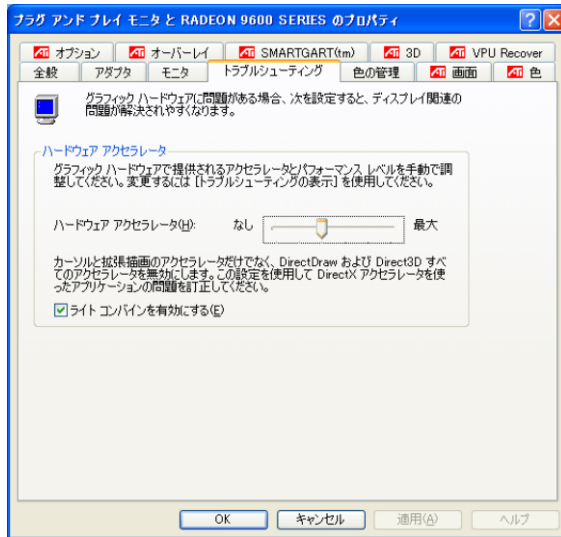 プラグ アンド プレイ モニタ と RADEON 9600 SERIES のプロパティ
ATI オプション ATI オーバーレイ ATI SMARTGART(tm) ATI 3D ATI VPU Recover
全般 アダプタ モニタ トラブルシューティング 色の管理 ATI 画面 ATI 色
グラフィック ハードウェアに問題がある場合、次を設定すると、ディスプレイ関連の
問題が解決されやすくなります。
ハードウェア アクセラレータ
グラフィック ハードウェアで提供されるアクセラレータとパフォーマンス レベルを手動で調
整してください。変更するには [トラブルシューティングの表示] を使用してください。
ハードウェア アクセラレータ(H):
なし
最大
カーソルと拡張描画のアクセラレータだけでなく、DirectDraw および Direct3D すべ
てのアクセラレータを無効にします。この設定を使用して DirectX アクセラレータを使
ったアプリケーションの問題を訂正してください。
ライト コンバインを有効にする(E)
OK キャンセル 適用(A) ヘルプ